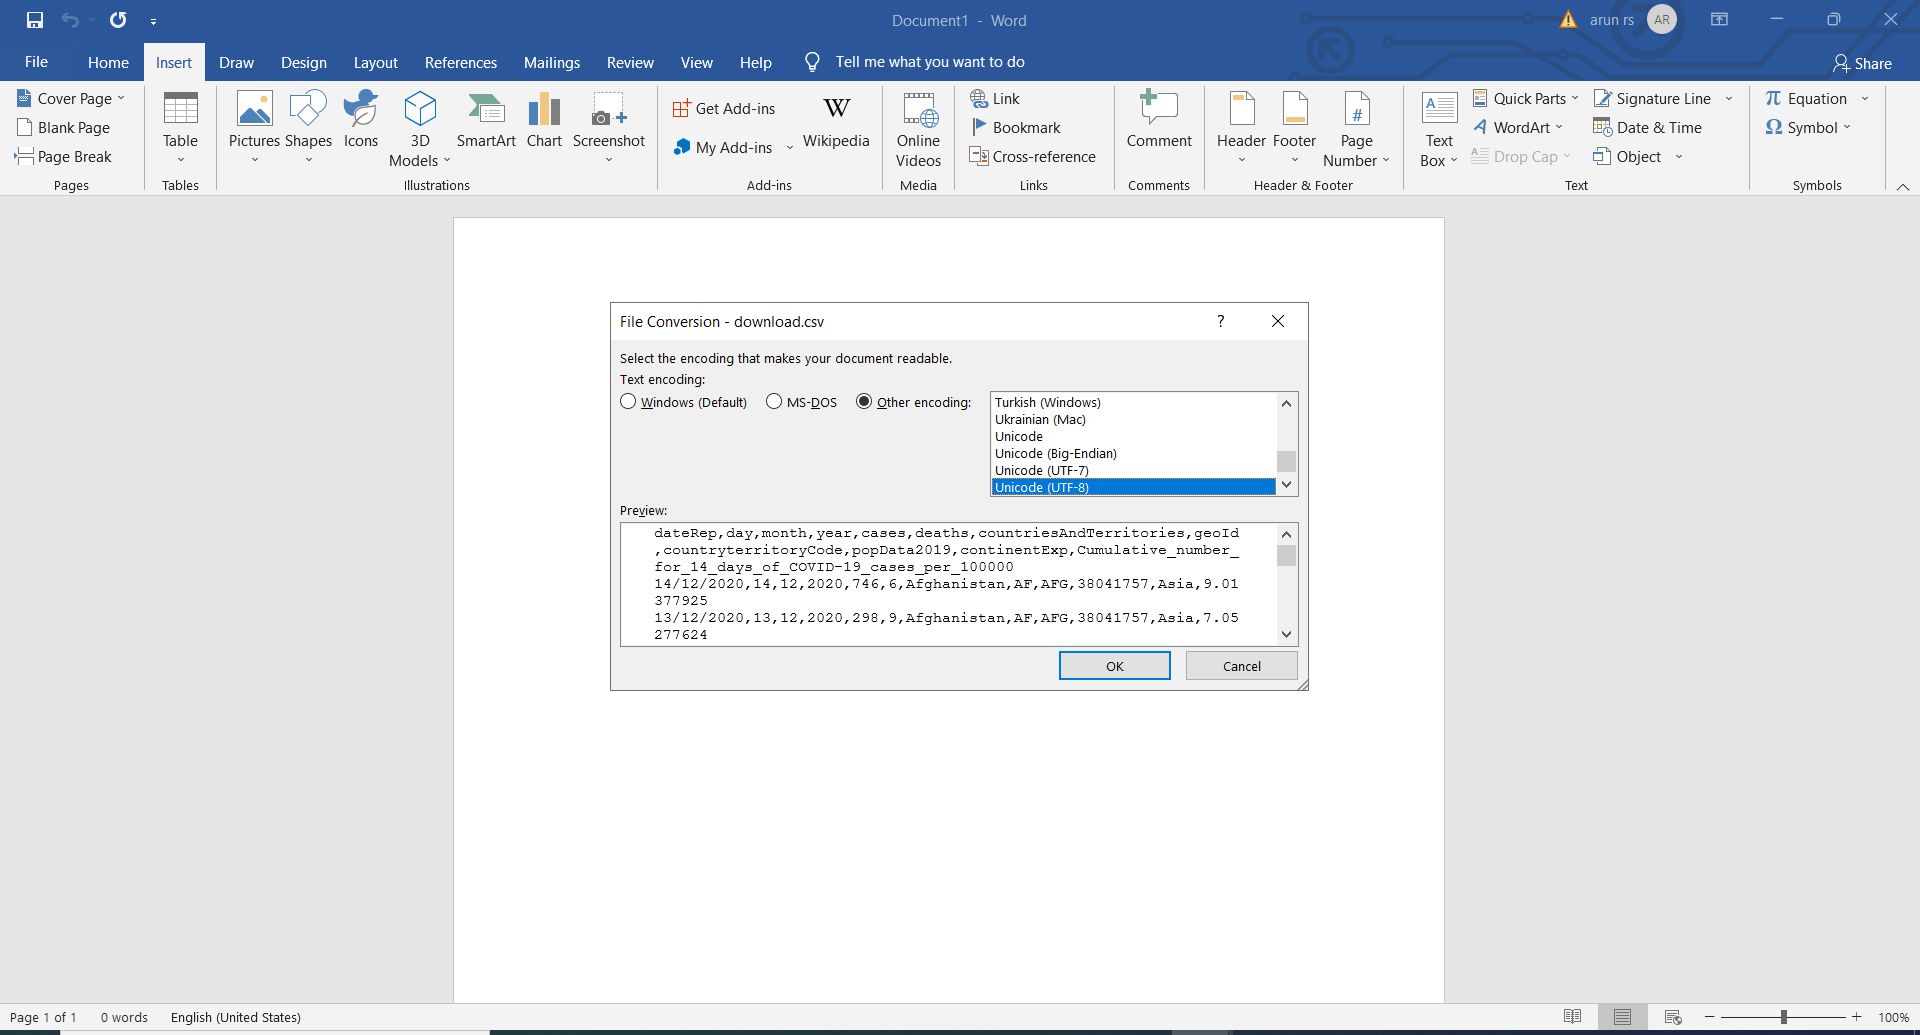 Document1 - Word
arun rs
AR
File
Home
Insert
Draw
Design
Layout
References
Mailings
Review
View
Help
Tell me what you want to do
Share
Cover Page
Blank Page
Page Break
Pages
Table
Tables
Pictures
Shapes
Icons
3D
Models
SmartArt
Chart
Screenshot
Illustrations
Get Add-ins
My Add-ins
W
Wikipedia
Add-ins
Online
Videos
Media
Link
Bookmark
Cross-reference
Links
Comment
Comments
Header
Footer
#
Page
Number
Header & Footer
A
Text
Box
Quick Parts
WordArt
Drop Cap
Signature Line
Date & Time
Object
Text
π Equation
Ω Symbol
Symbols
File Conversion - download.csv
?
Select the encoding that makes your document readable.
Text encoding:
Windows (Default)
MS-DOS
Other encoding:
Turkish (Windows)
Ukrainian (Mac)
Unicode
Unicode (Big-Endian)
Unicode (UTF-7)
Unicode (UTF-8)
Preview:
dateRep,day,month,year,cases,deaths,countriesAndTerritories,geoId
,countryterritoryCode,popData2019,continentExp,Cumulative_number_
for_14_days_of_COVID-19_cases_per_100000
14/12/2020,14,12,2020,746,6,Afghanistan,AF,AFG,38041757,Asia,9.01
377925
13/12/2020,13,12,2020,298,9,Afghanistan,AF,AFG,38041757,Asia,7.05
277624
OK
Cancel
Page 1 of 1
0 words
English (United States)
100%